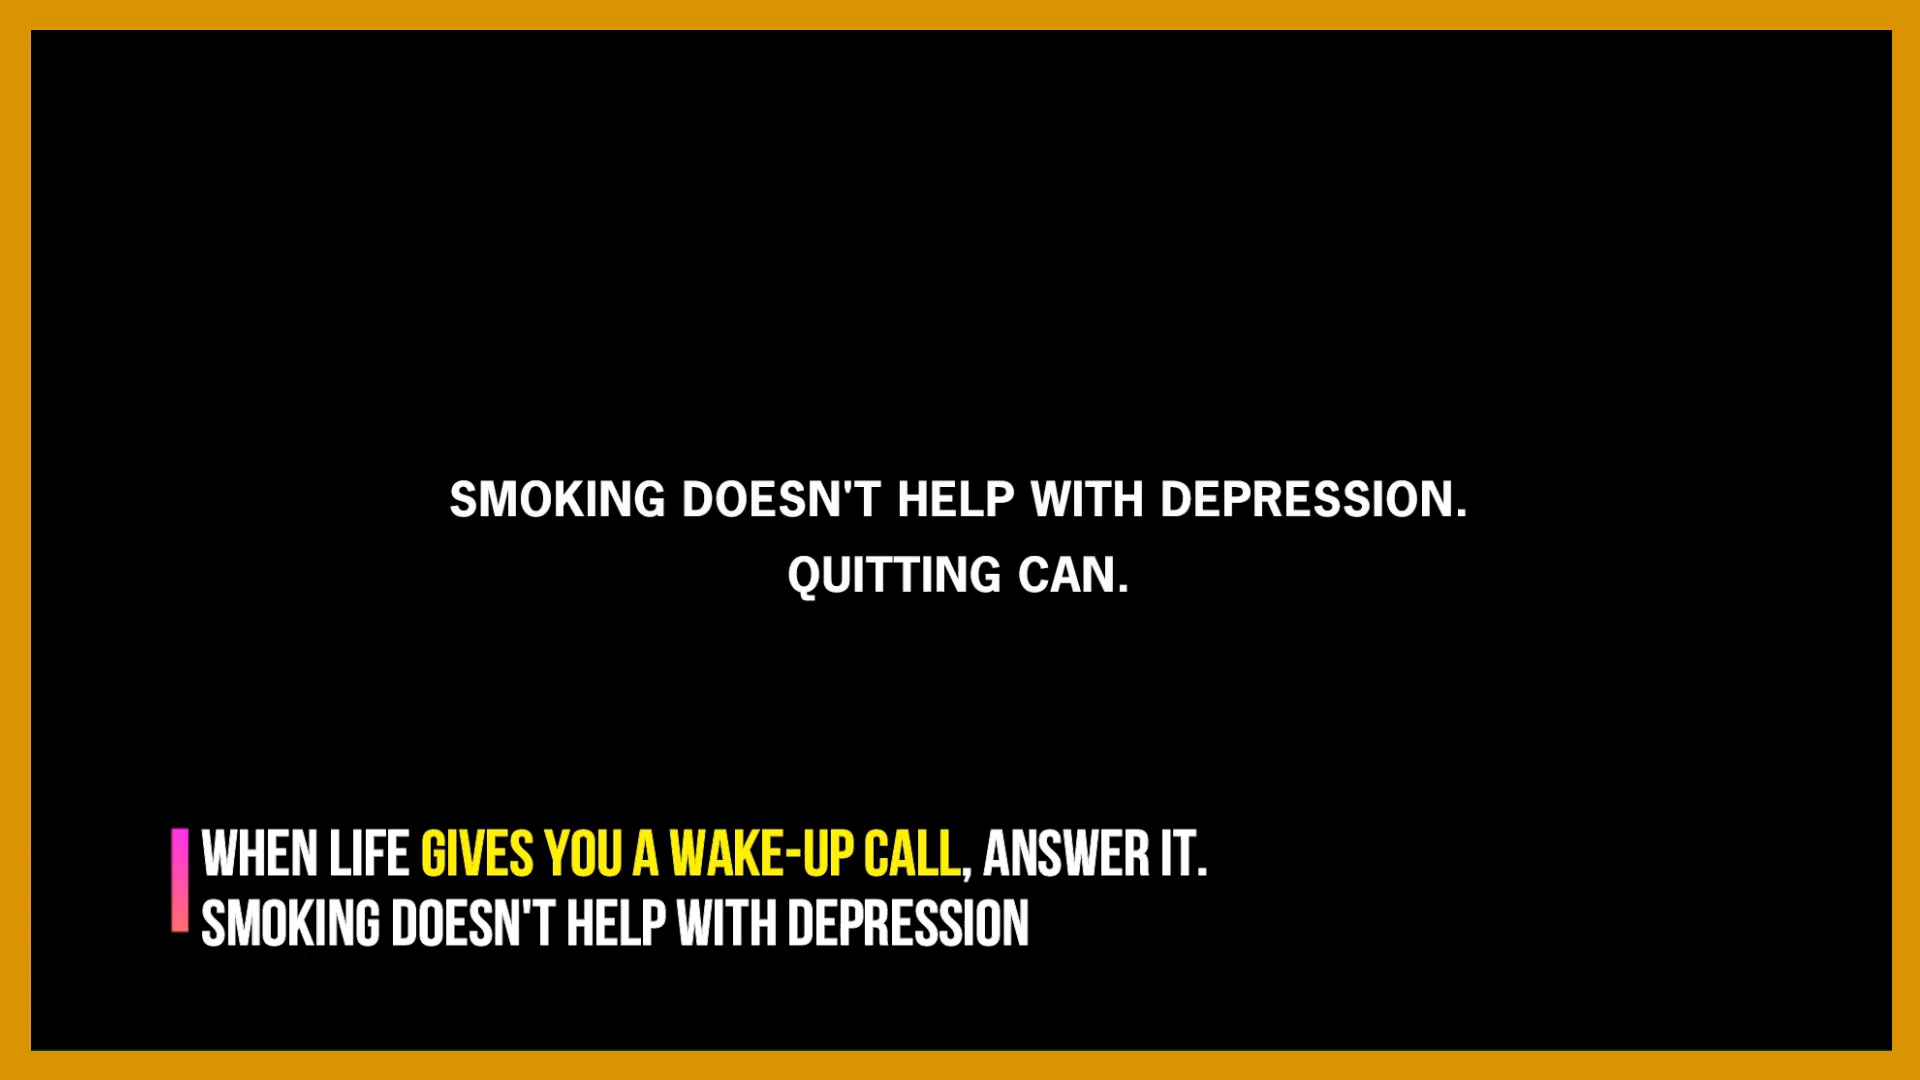 SMOKING DOESN'T HELP WITH DEPRESSION.
QUITTING CAN.
WHEN LIFE GIVES YOU A WAKE-UP CALL, ANSWER IT.
SMOKING DOESN'T HELP WITH DEPRESSION